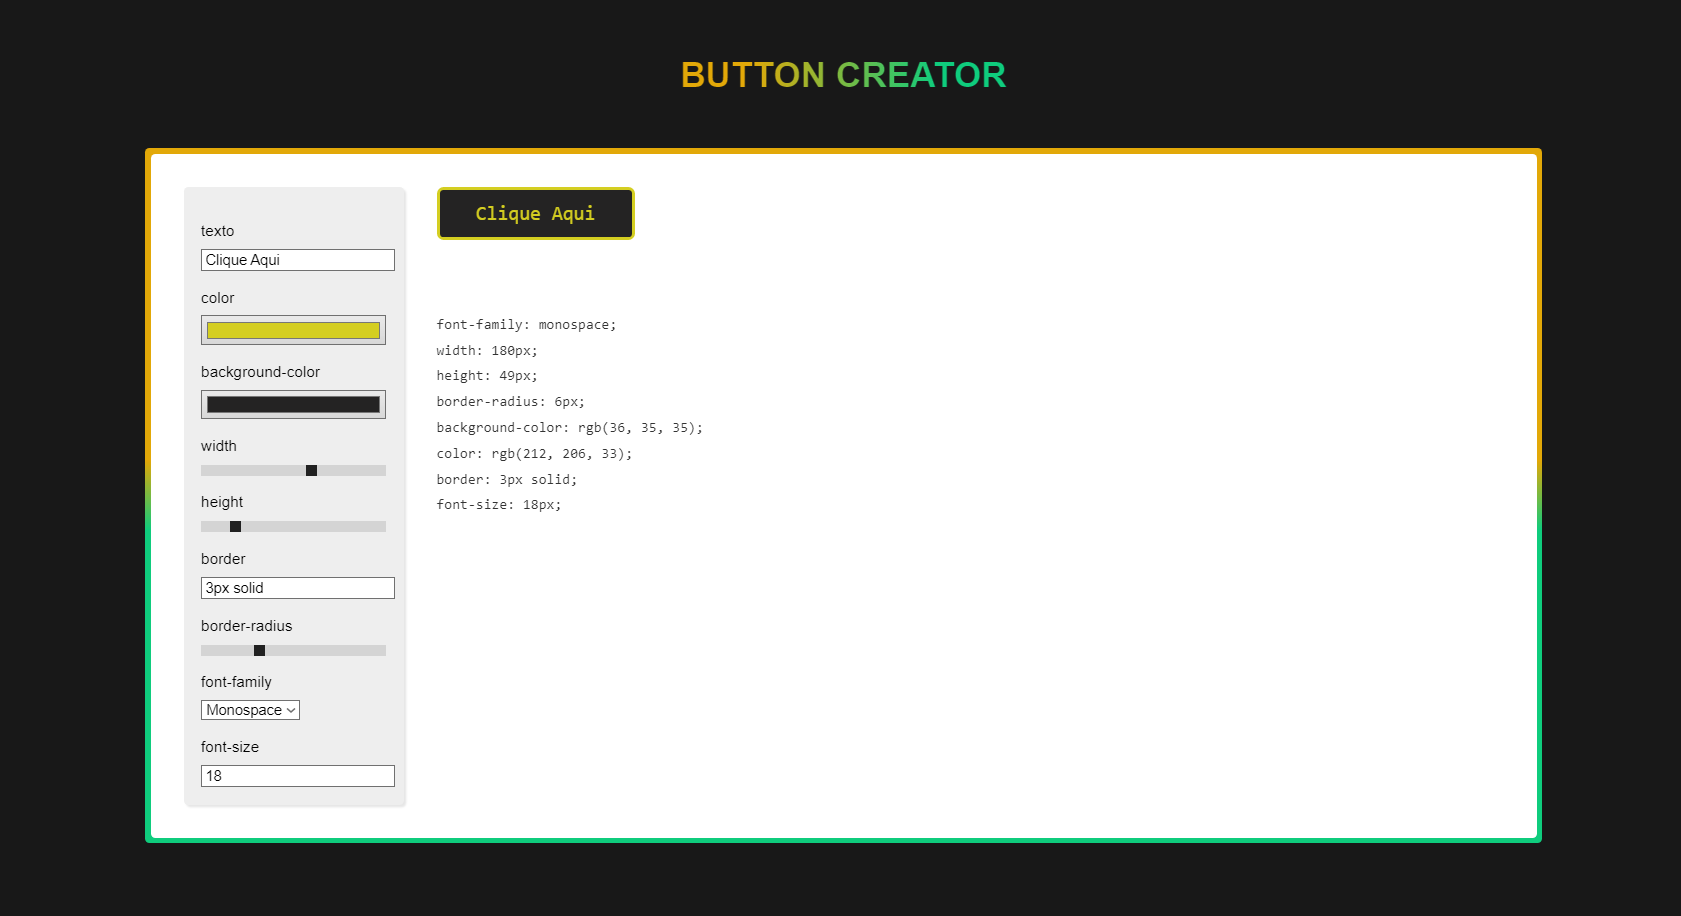 BUTTON CREATOR
texto
Clique Aqui
color
background-color
width
height
border
3px solid
border-radius
font-family
Monospace
font-size
18
Clique Aqui
font-family: monospace;
width: 180px;
height: 49px;
border-radius: 6px;
background-color: rgb(36, 35, 35);
color: rgb(212, 206, 33);
border: 3px solid;
font-size: 18px;